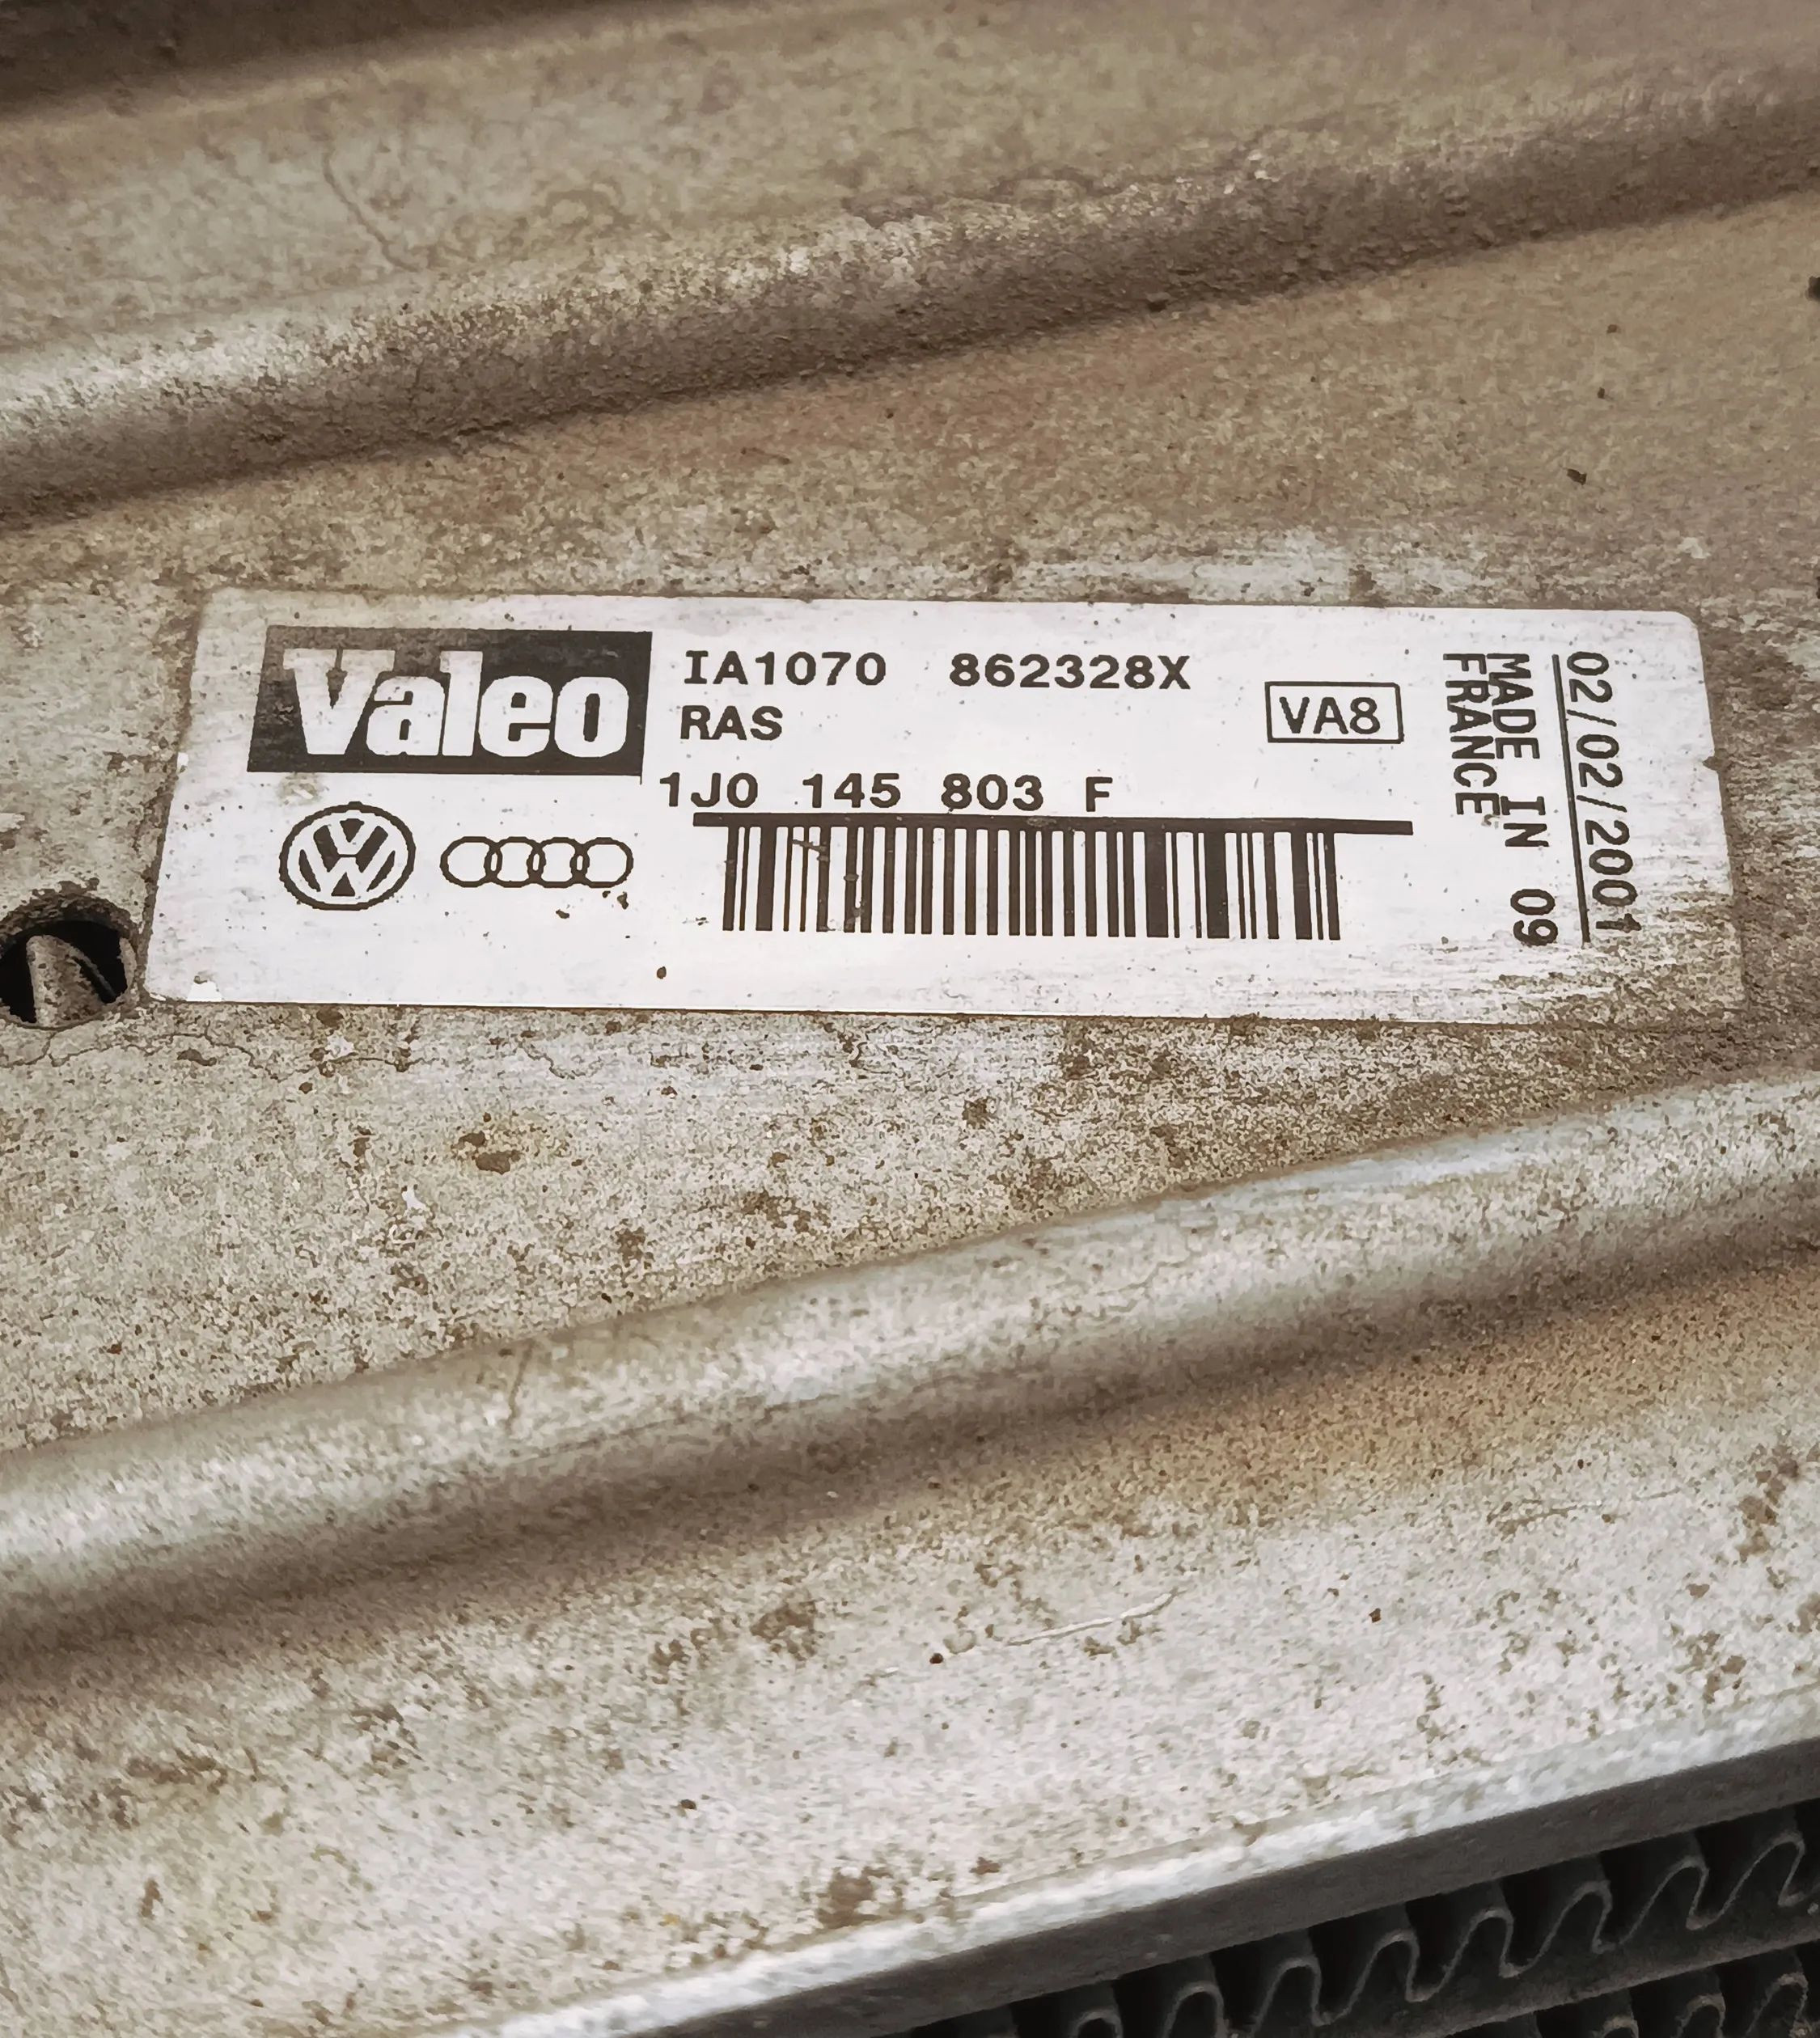 Valeo
IA1070 862328X
RAS
VA8
1J0 145 803 F
02/02/2001
MADE IN 09
FRANCE